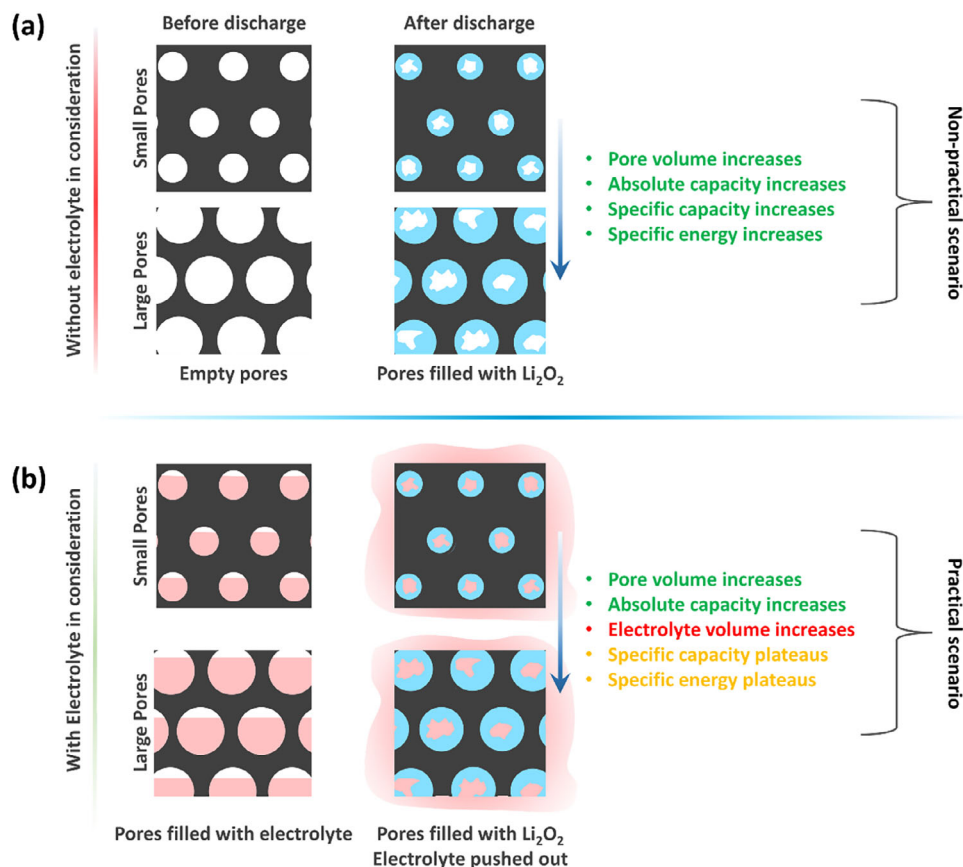 (a)
Before discharge
After discharge
Without electrolyte in consideration
Small Pores
Large Pores
Empty pores
Pores filled with Li₂O₂
• Pore volume increases
• Absolute capacity increases
• Specific capacity increases
• Specific energy increases
Non-practical scenario
(b)
With Electrolyte in consideration
Small Pores
Large Pores
Pores filled with electrolyte
Pores filled with Li₂O₂
Electrolyte pushed out
• Pore volume increases
• Absolute capacity increases
• Electrolyte volume increases
• Specific capacity plateaus
• Specific energy plateaus
Practical scenario